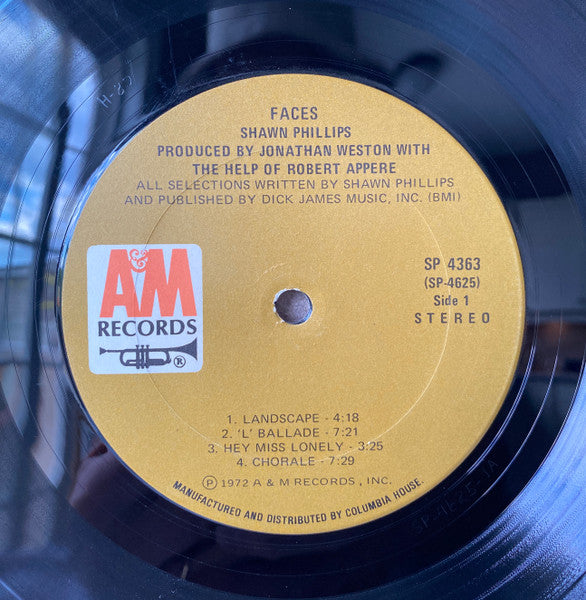 FACES
SHAWN PHILLIPS
PRODUCED BY JONATHAN WESTON WITH
THE HELP OF ROBERT APPERE
ALL SELECTIONS WRITTEN BY SHAWN PHILLIPS
AND PUBLISHED BY DICK JAMES MUSIC, INC. (BMI)
A&M
RECORDS
®
SP 4363
(SP-4625)
Side 1
STEREO
1. LANDSCAPE - 4:18
2. 'L' BALLADE - 7:21
3. HEY MISS LONELY - 3:25
4. CHORALE - 7:29
Ⓟ 1972 A & M RECORDS, INC.
MANUFACTURED AND DISTRIBUTED BY COLUMBIA HOUSE.